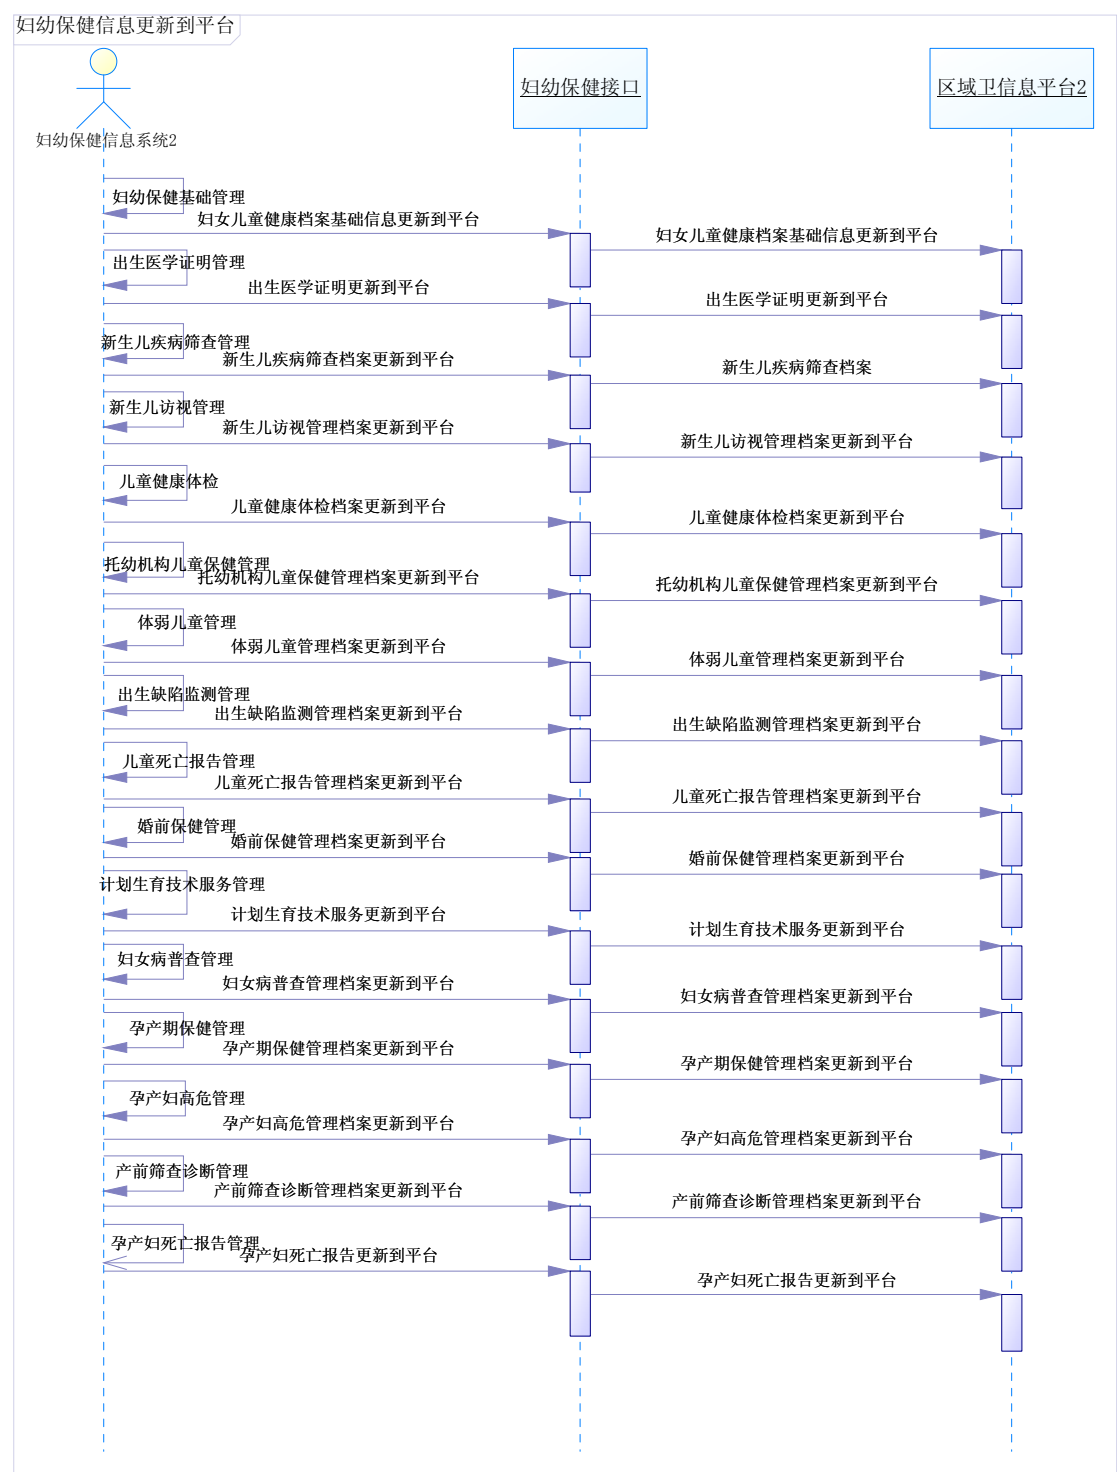 妇幼保健信息更新到平台
妇幼保健信息系统2
妇幼保健接口
区域卫信息平台2
妇幼保健基础管理
妇女儿童健康档案基础信息更新到平台
妇女儿童健康档案基础信息更新到平台
出生医学证明管理
出生医学证明更新到平台
出生医学证明更新到平台
新生儿疾病筛查管理
新生儿疾病筛查档案更新到平台
新生儿疾病筛查档案
新生儿访视管理
新生儿访视管理档案更新到平台
新生儿访视管理档案更新到平台
儿童健康体检
儿童健康体检档案更新到平台
儿童健康体检档案更新到平台
托幼机构儿童保健管理
托幼机构儿童保健管理档案更新到平台
托幼机构儿童保健管理档案更新到平台
体弱儿童管理
体弱儿童管理档案更新到平台
体弱儿童管理档案更新到平台
出生缺陷监测管理
出生缺陷监测管理档案更新到平台
出生缺陷监测管理档案更新到平台
儿童死亡报告管理
儿童死亡报告管理档案更新到平台
儿童死亡报告管理档案更新到平台
婚前保健管理
婚前保健管理档案更新到平台
婚前保健管理档案更新到平台
计划生育技术服务管理
计划生育技术服务更新到平台
计划生育技术服务更新到平台
妇女病普查管理
妇女病普查管理档案更新到平台
妇女病普查管理档案更新到平台
孕产期保健管理
孕产期保健管理档案更新到平台
孕产期保健管理档案更新到平台
孕产妇高危管理
孕产妇高危管理档案更新到平台
孕产妇高危管理档案更新到平台
产前筛查诊断管理
产前筛查诊断管理档案更新到平台
产前筛查诊断管理档案更新到平台
孕产妇死亡报告管理
孕产妇死亡报告更新到平台
孕产妇死亡报告更新到平台